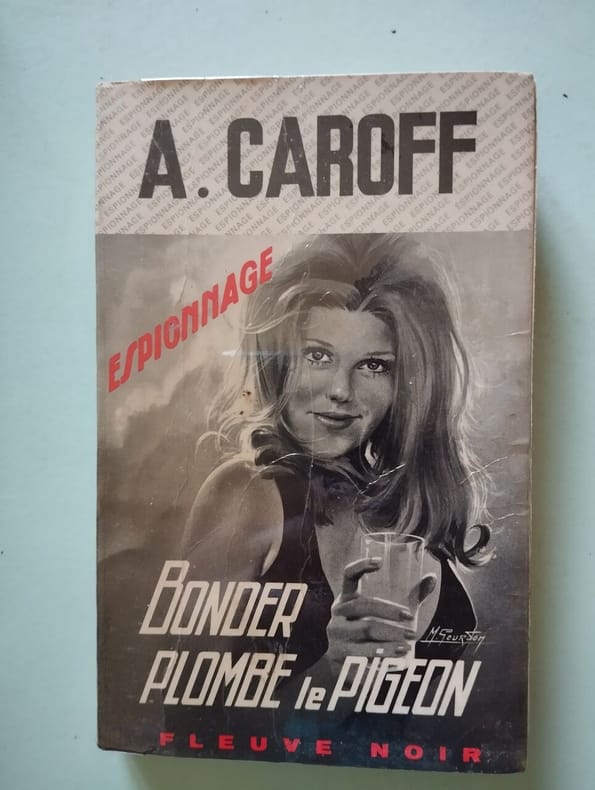 A. CAROFF
ESPIONNAGE
BONDER
PLOMBE le PiGEON
M. GOURDON
FLEUVE NOIR